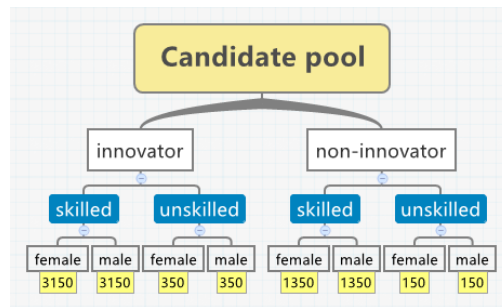 Candidate pool
innovator non-innovator
skilled unskilled skilled unskilled
female male female male female male female male
3150 3150 350 350 1350 1350 150 150